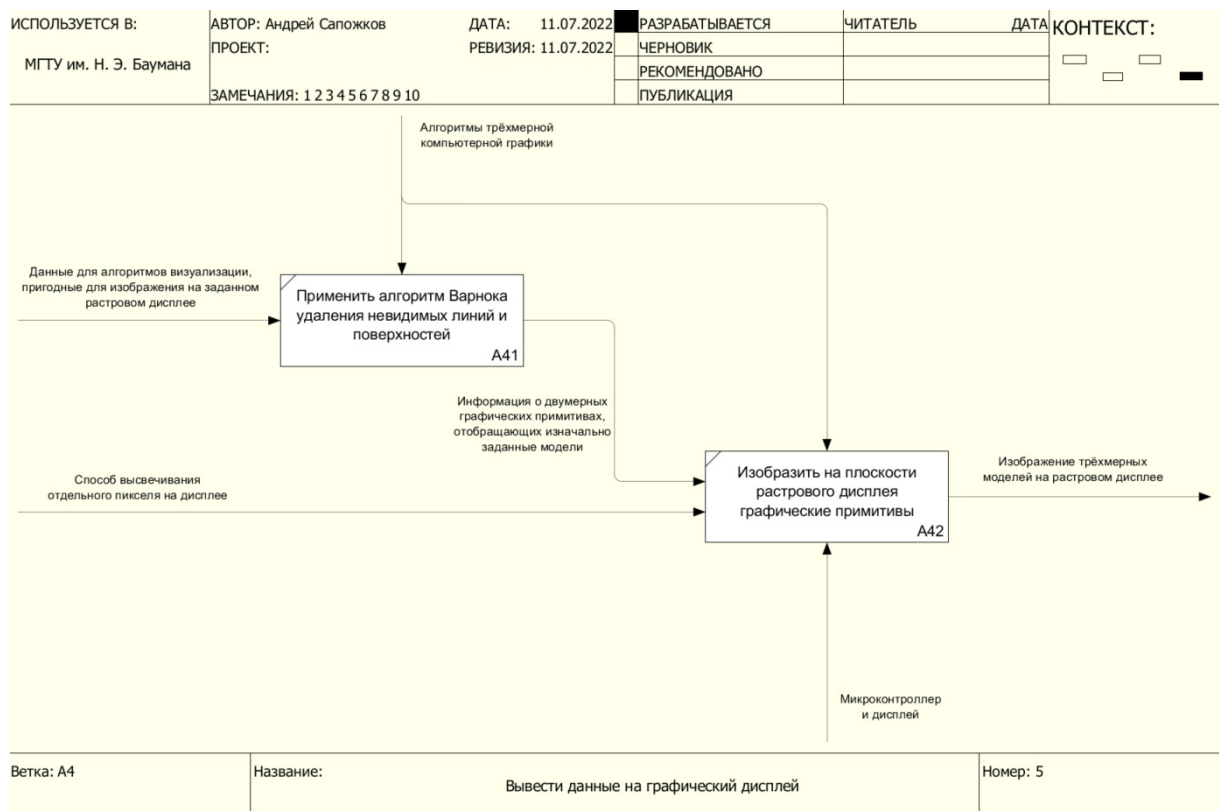 ИСПОЛЬЗУЕТСЯ В:
МГТУ им. Н. Э. Баумана
АВТОР: Андрей Сапожков
ДАТА: 11.07.2022
ПРОЕКТ:
РЕВИЗИЯ: 11.07.2022
ЗАМЕЧАНИЯ: 1 2 3 4 5 6 7 8 9 10
РАЗРАБАТЫВАЕТСЯ
ЧЕРНОВИК
РЕКОМЕНДОВАНО
ПУБЛИКАЦИЯ
ЧИТАТЕЛЬ
ДАТА
КОНТЕКСТ:
Алгоритмы трёхмерной
компьютерной графики
Данные для алгоритмов визуализации,
пригодные для изображения на заданном
растровом дисплее
Применить алгоритм Варнока
удаления невидимых линий и
поверхностей
A41
Информация о двумерных
графических примитивах,
отобращающих изначально
заданные модели
Способ высвечивания
отдельного пикселя на дисплее
Изобразить на плоскости
растрового дисплея
графические примитивы
A42
Изображение трёхмерных
моделей на растровом дисплее
Микроконтроллер
и дисплей
Ветка: A4
Название:
Вывести данные на графический дисплей
Номер: 5